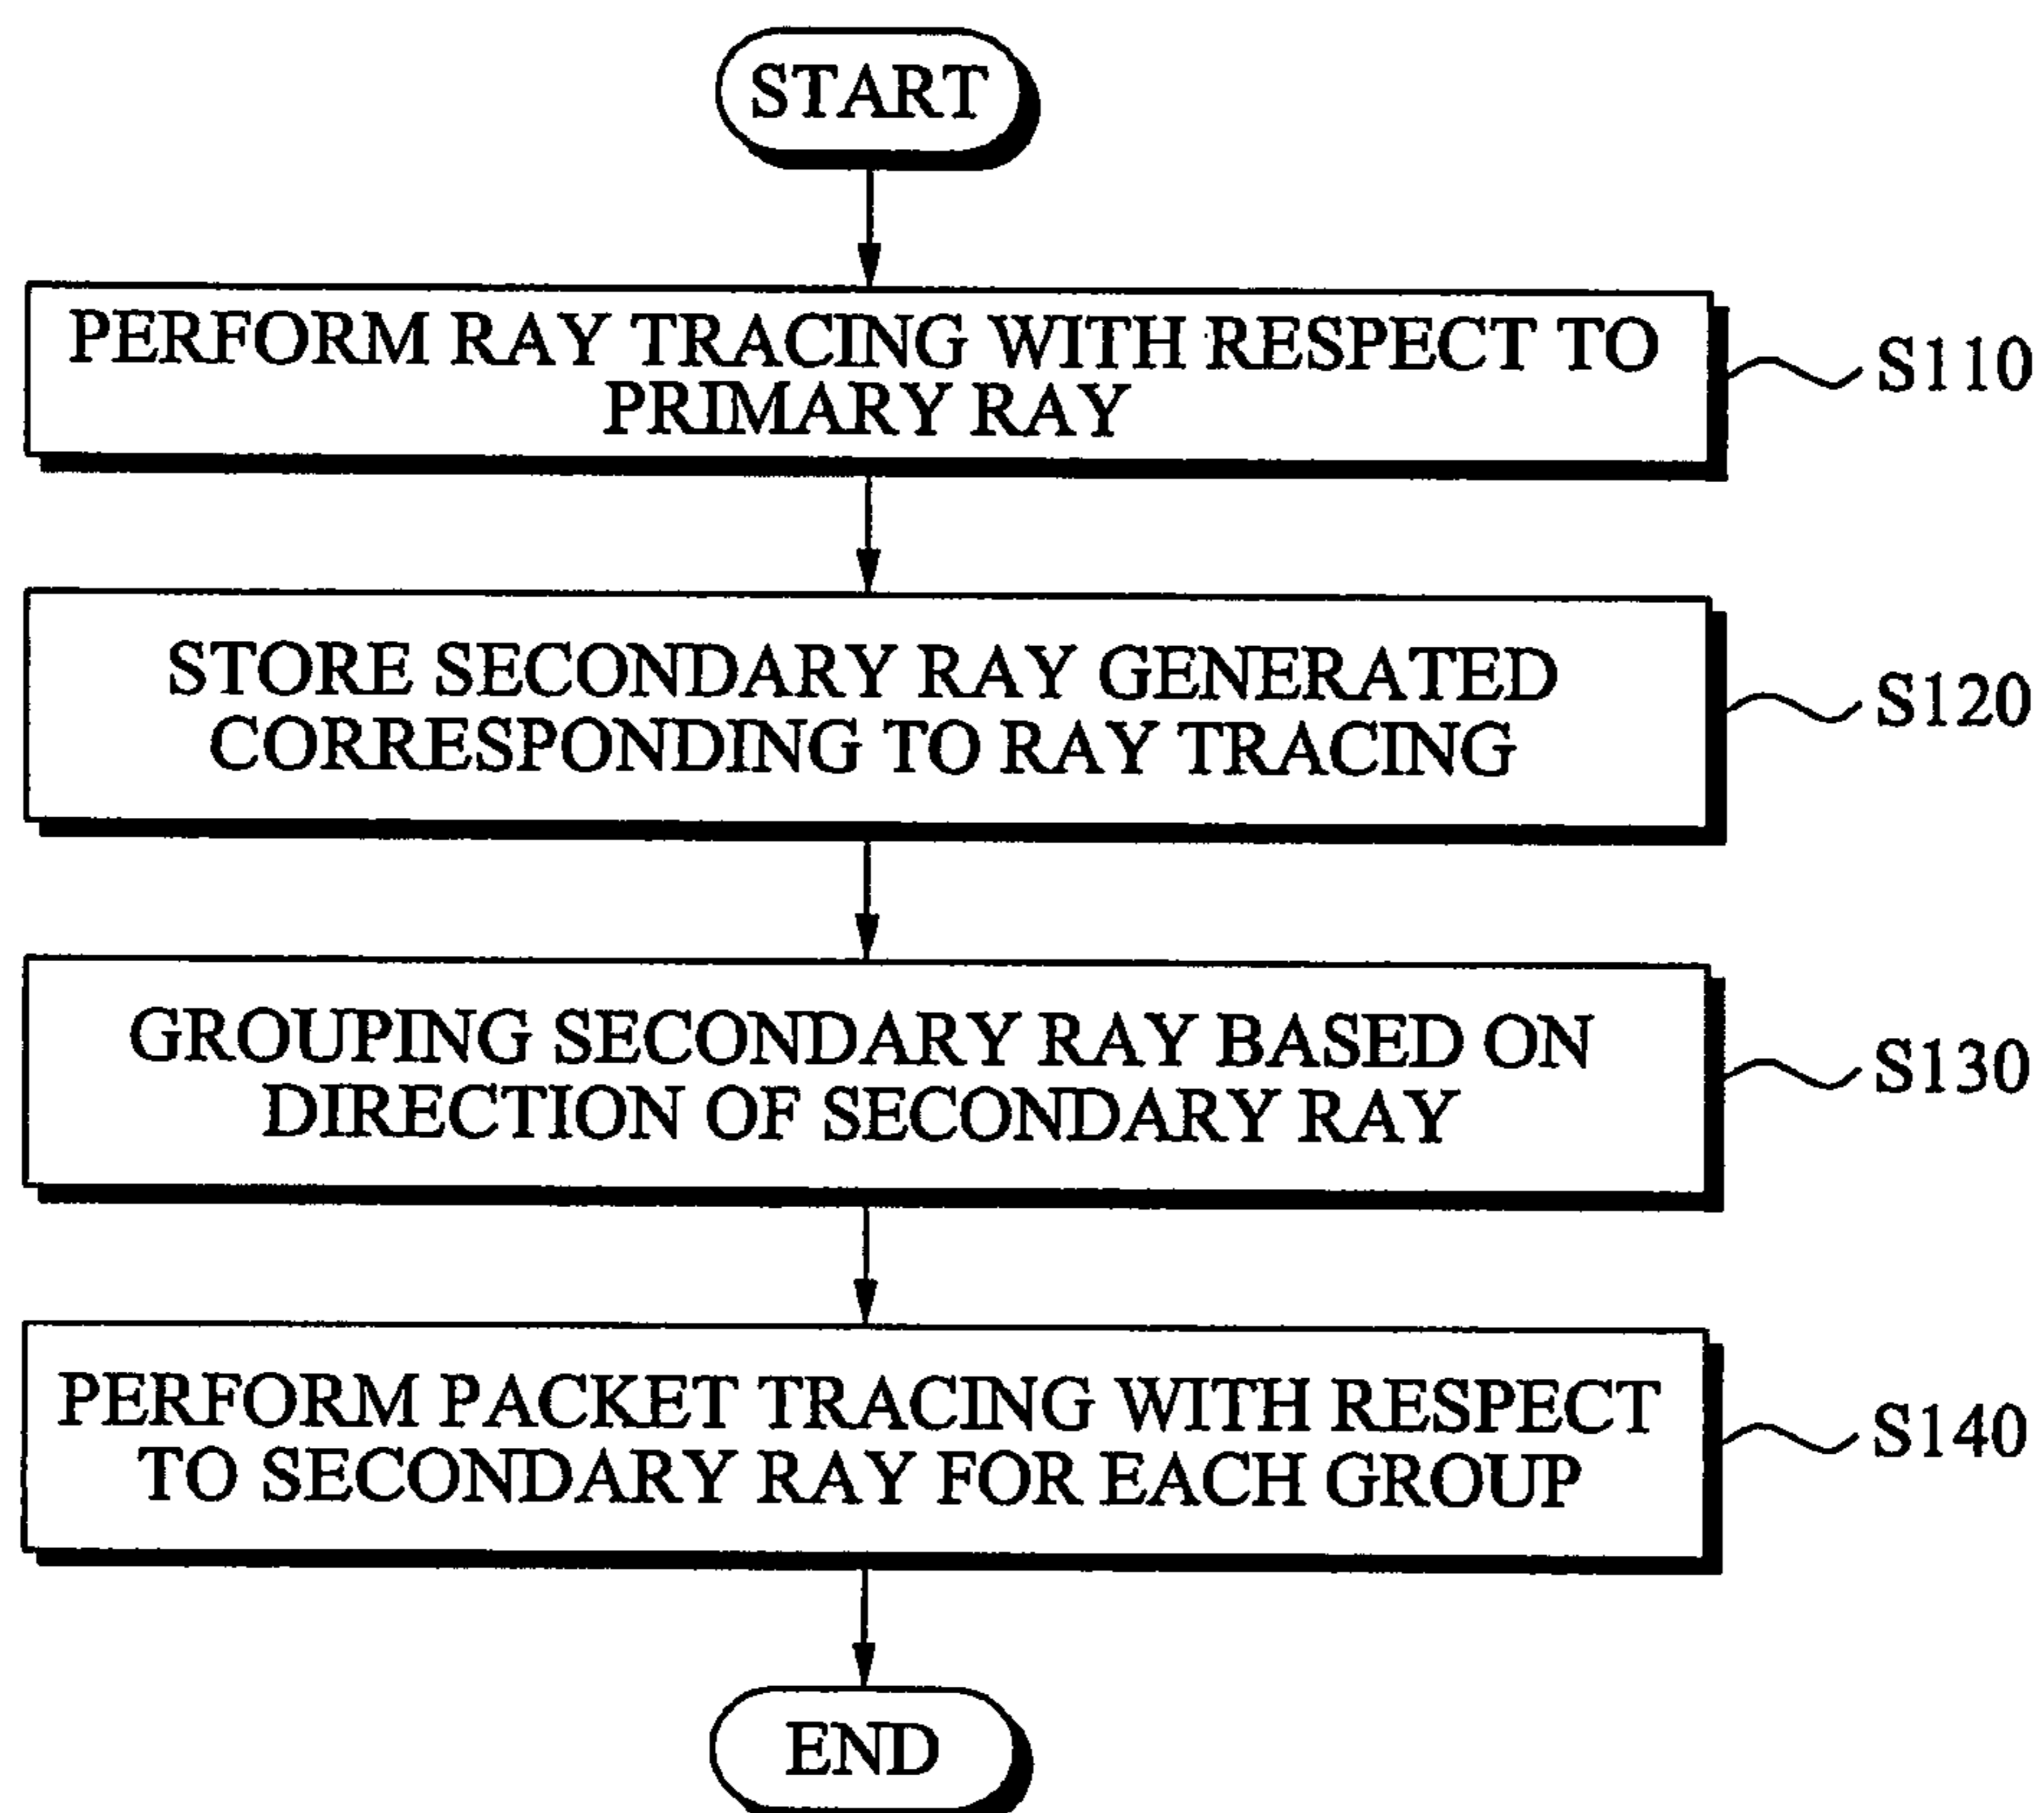 START
PERFORM RAY TRACING WITH RESPECT TO
PRIMARY RAY
S110
STORE SECONDARY RAY GENERATED
CORRESPONDING TO RAY TRACING
S120
GROUPING SECONDARY RAY BASED ON
DIRECTION OF SECONDARY RAY
S130
PERFORM PACKET TRACING WITH RESPECT
TO SECONDARY RAY FOR EACH GROUP
S140
END